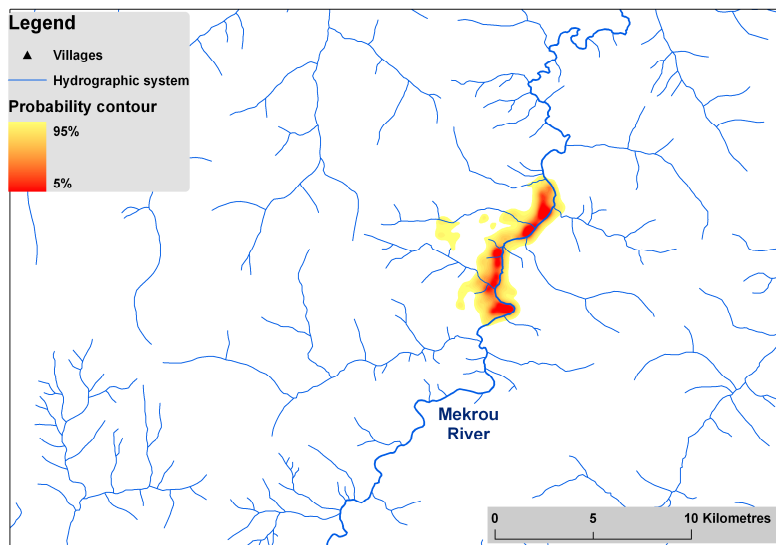 Legend
Villages
Hydrographic system
Probability contour
95%
5%
Mekrou
River
0 5 10 Kilometres